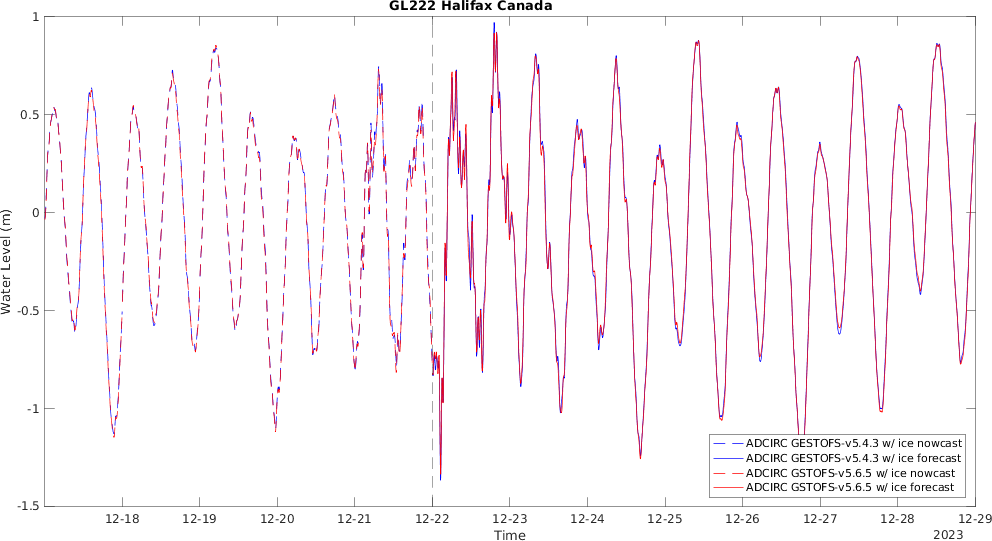 GL222 Halifax Canada
Water Level (m)
1
0.5
0
-0.5
-1
-1.5
12-18 12-19 12-20 12-21 12-22 12-23 12-24 12-25 12-26 12-27 12-28 12-29
Time
2023
ADCIRC GESTOFS-v5.4.3 w/ ice nowcast
ADCIRC GESTOFS-v5.4.3 w/ ice forecast
ADCIRC GSTOFS-v5.6.5 w/ ice nowcast
ADCIRC GSTOFS-v5.6.5 w/ ice forecast